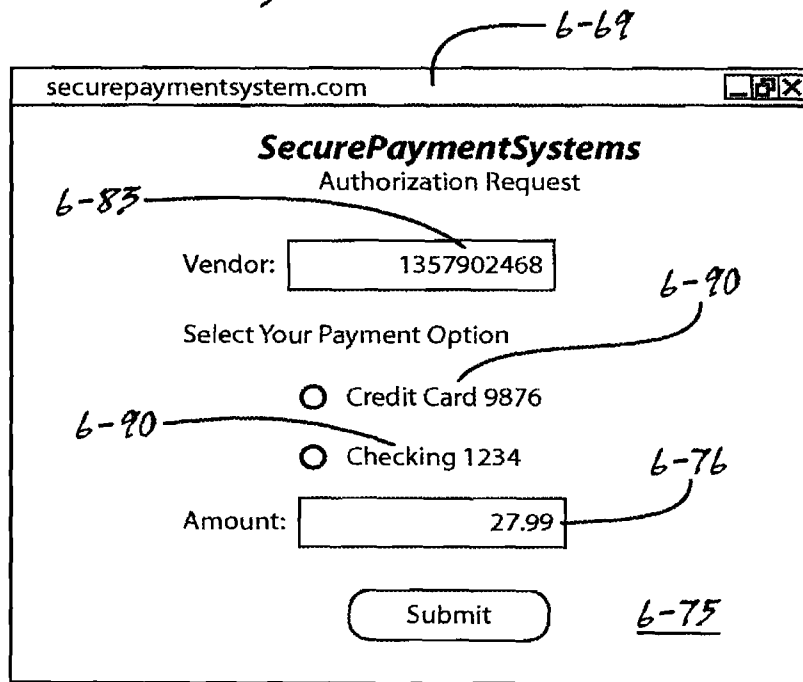 6-69
securepaymentsystem.com
SecurePaymentSystems
Authorization Request
6-83
Vendor: 1357902468
6-90
Select Your Payment Option
Credit Card 9876
6-90
Checking 1234
6-76
Amount: 27.99
Submit
6-75